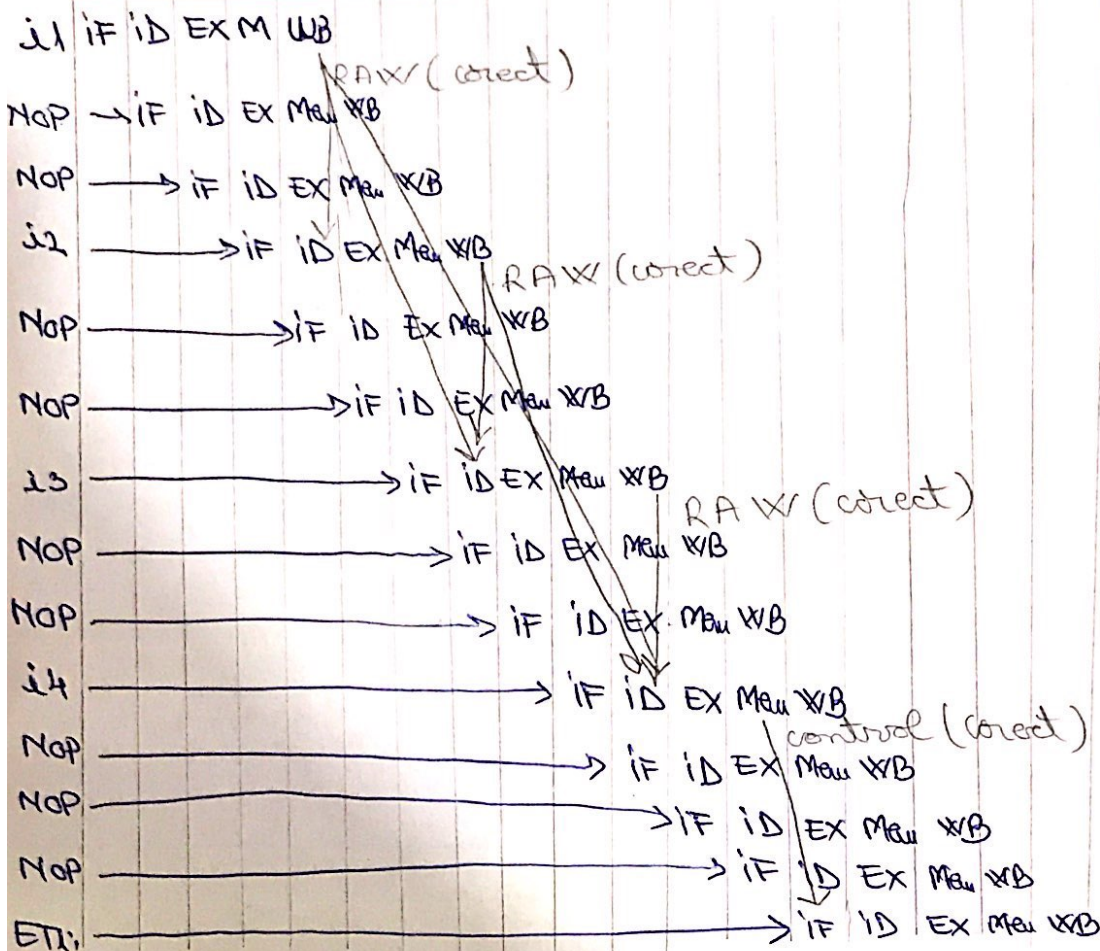 i1 iF iD EX M WB
RAW (corect)
NOP iF iD EX Mem WB
NOP iF iD EX Mem WB
i2 iF iD EX Mem WB
RAW (corect)
NOP iF iD EX Mem WB
NOP iF iD EX Mem WB
i3 iF iD EX Mem WB
RAW (corect)
NOP iF iD EX Mem WB
NOP iF iD EX Mem WB
i4 iF iD EX Mem WB
control (corect)
NOP iF iD EX Mem WB
NOP iF iD EX Mem WB
NOP iF iD EX Mem WB
iF iD EX Mem WB